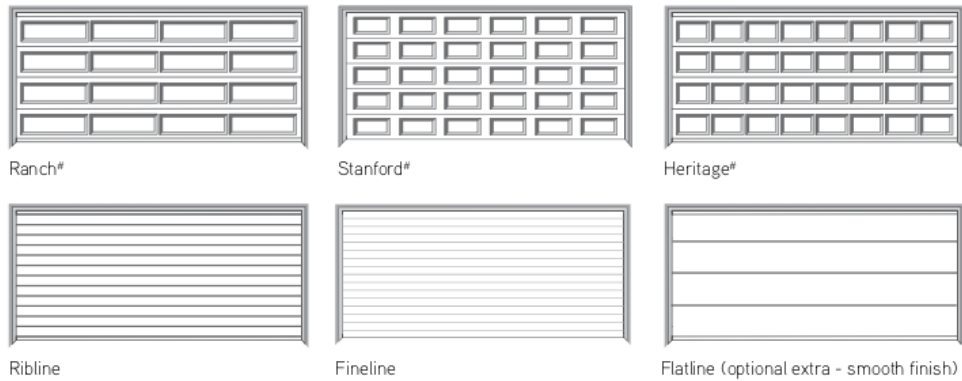 Ranch#
Stanford#
Heritage#
Ribline
Fineline
Flatline (optional extra - smooth finish)